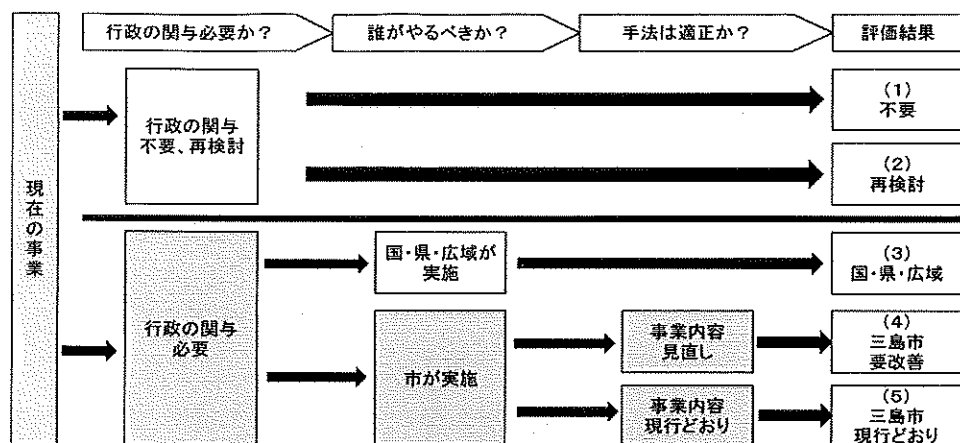 行政の関与必要か？
誰がやるべきか？
手法は適正か？
評価結果
現在の事業
行政の関与
不要、再検討
(1)
不要
(2)
再検討
行政の関与
必要
国・県・広域が
実施
(3)
国・県・広域
市が実施
事業内容
見直し
(4)
三島市
要改善
事業内容
現行どおり
(5)
三島市
現行どおり